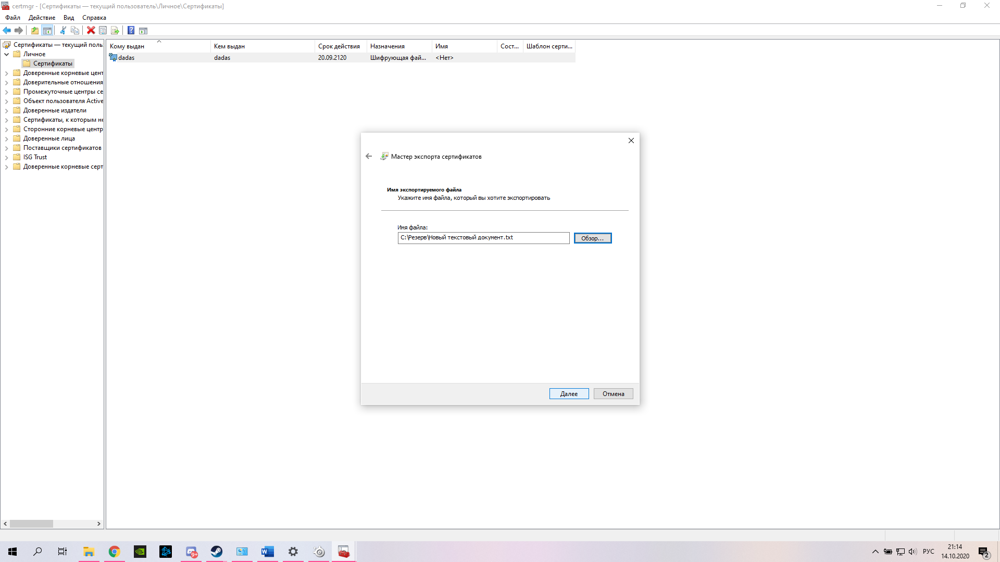 certmgr - [Сертификаты — текущий пользователь\Личное\Сертификаты]
Файл Действие Вид Справка
Сертификаты — текущий поль
Личное
Сертификаты
Доверенные корневые цент
Доверительные отношения
Промежуточные центры се
Объект пользователя Active
Доверенные издатели
Сертификаты, к которым не
Сторонние корневые центр
Доверенные лица
Поставщики сертификатов
ISG Trust
Доверенные корневые серт
Кому выдан Кем выдан Срок действия Назначения Имя Сост... Шаблон серти...
dadas dadas 20.09.2120 Шифрующая фай... <Нет>
Мастер экспорта сертификатов
Имя экспортируемого файла
Укажите имя файла, который вы хотите экспортировать
Имя файла:
C:\Резерв\Новый текстовый документ.txt Обзор...
Далее Отмена
9+
РУС
21:14
14.10.2020
2